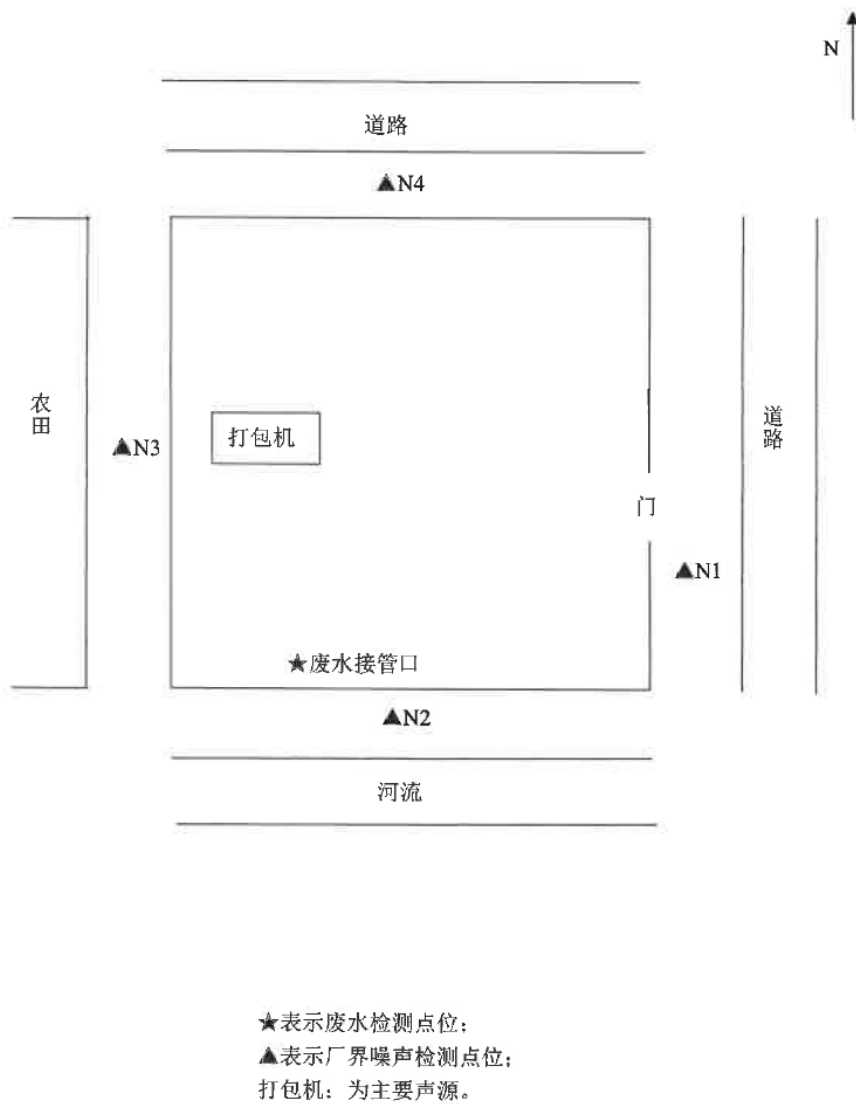 N
道路
▲N4
农田
▲N3
打包机
道路
门
▲N1
★废水接管口
▲N2
河流
★表示废水检测点位；
▲表示厂界噪声检测点位；
打包机：为主要声源。